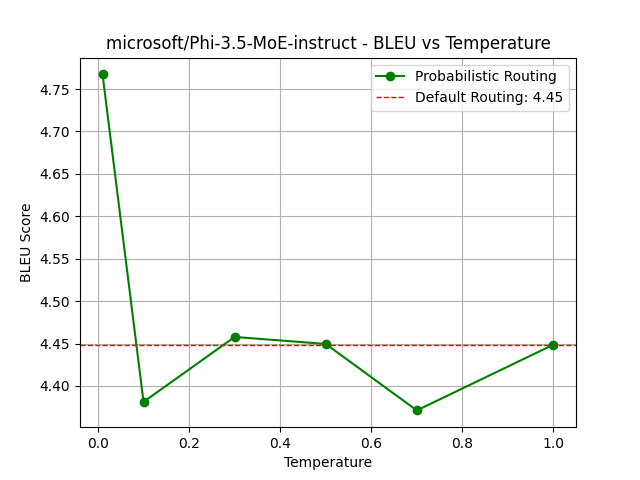 microsoft/Phi-3.5-MoE-instruct - BLEU vs Temperature
Probabilistic Routing
Default Routing: 4.45
BLEU Score
4.75
4.70
4.65
4.60
4.55
4.50
4.45
4.40
0.0 0.2 0.4 0.6 0.8 1.0
Temperature